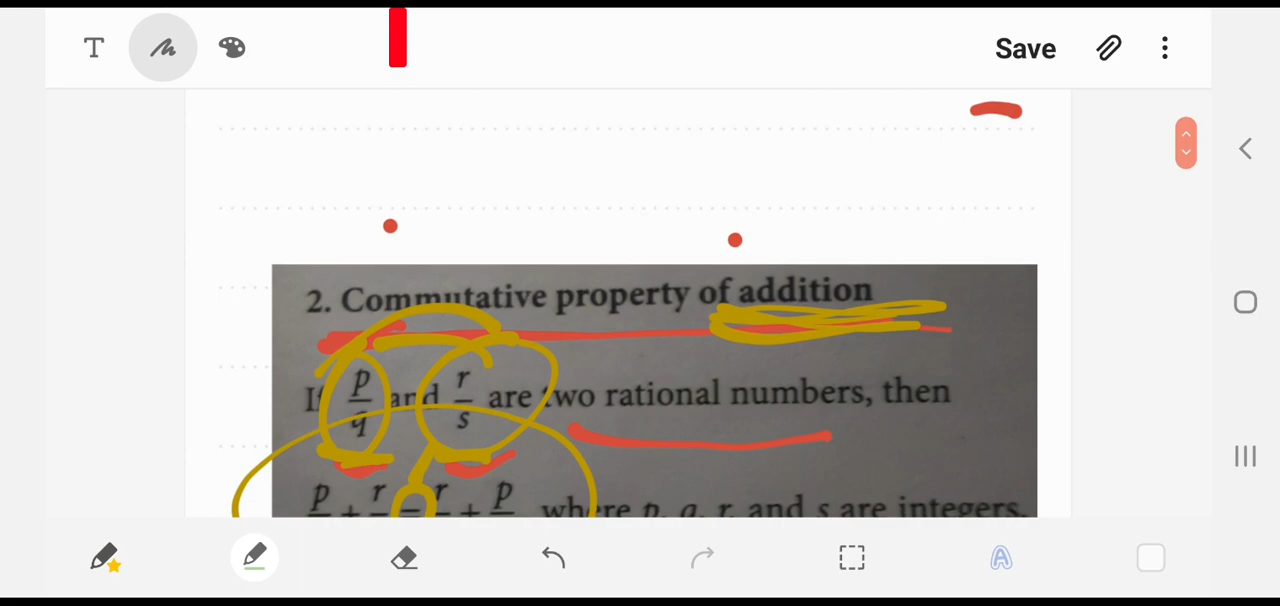 T
Save
2. Commutative property of addition
If p/q and r/s are two rational numbers, then
p + r = r + p where p, q, r, and s are integers.
A